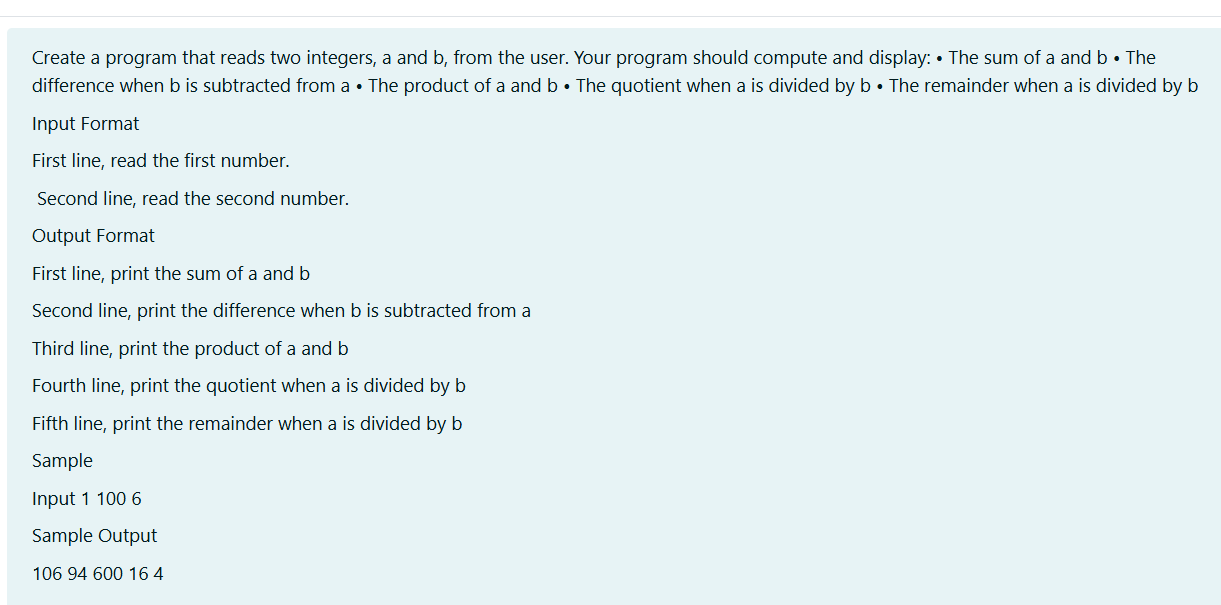 Create a program that reads two integers, a and b, from the user. Your program should compute and display: • The sum of a and b • The
difference when b is subtracted from a • The product of a and b • The quotient when a is divided by b • The remainder when a is divided by b
Input Format
First line, read the first number.
Second line, read the second number.
Output Format
First line, print the sum of a and b
Second line, print the difference when b is subtracted from a
Third line, print the product of a and b
Fourth line, print the quotient when a is divided by b
Fifth line, print the remainder when a is divided by b
Sample
Input 1 100 6
Sample Output
106 94 600 16 4